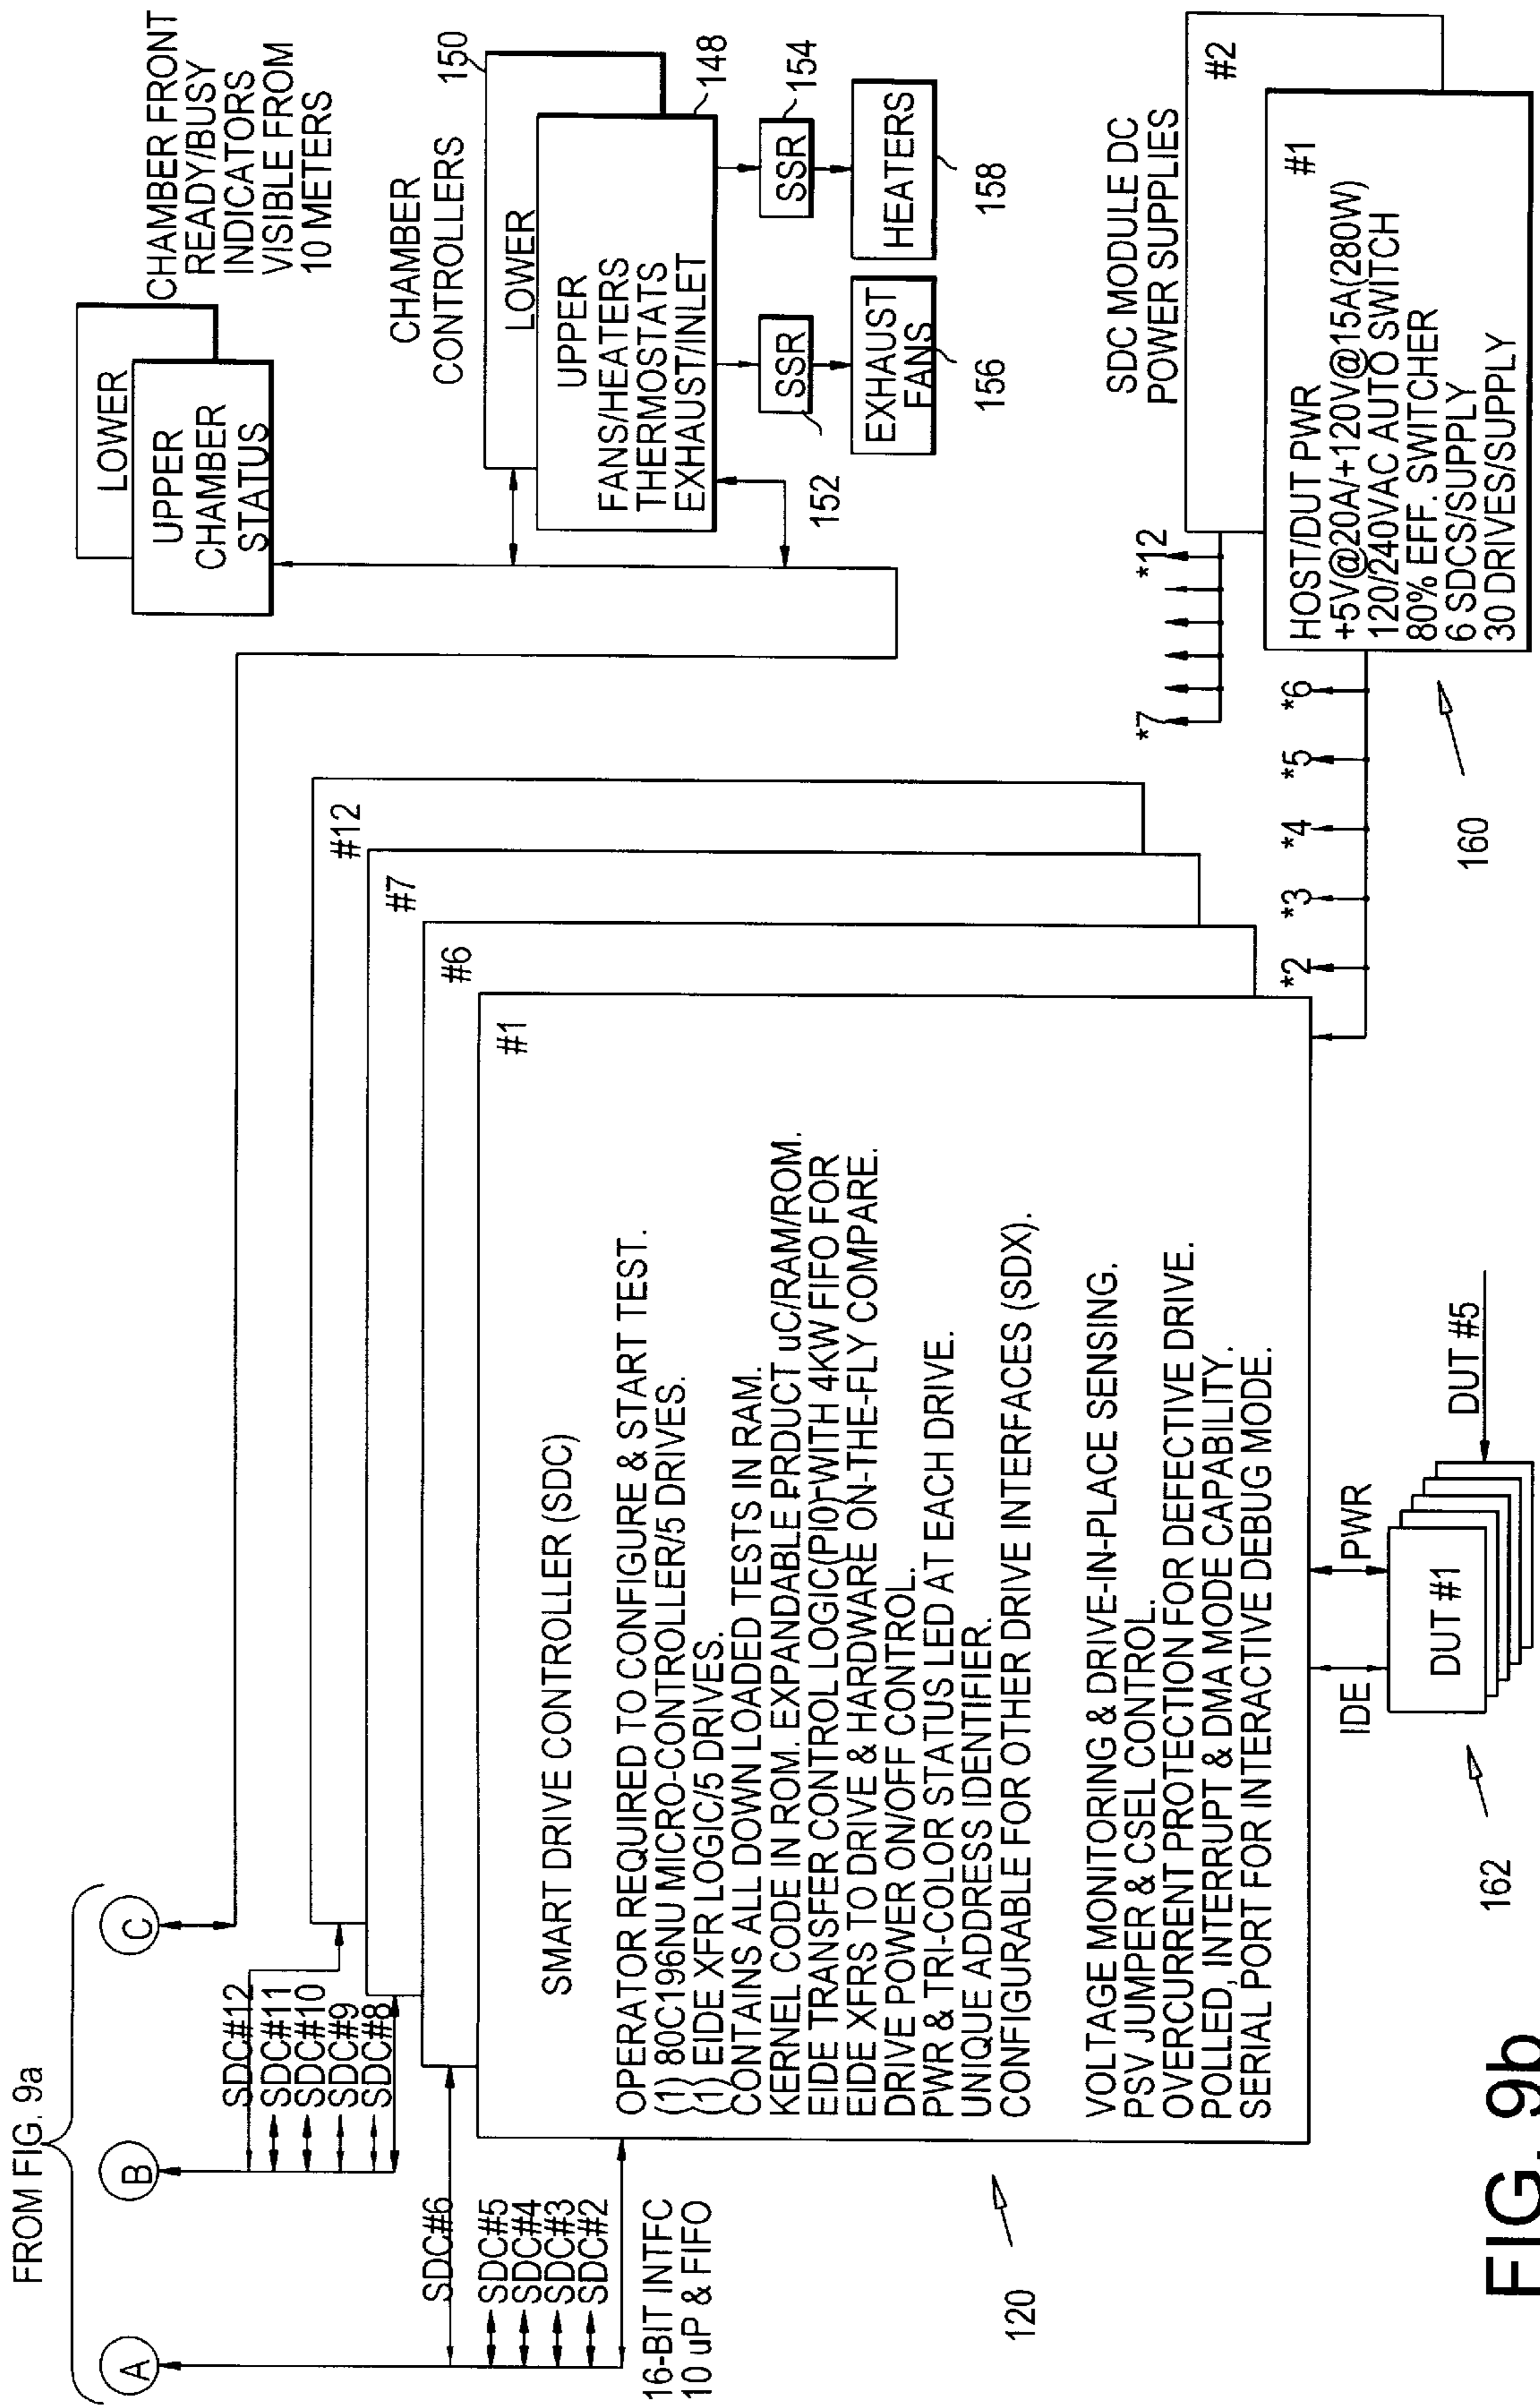 FROM FIG. 9a
A
B
C
SDC#12
SDC#11
SDC#10
SDC#9
SDC#8
SDC#6
SDC#5
SDC#4
SDC#3
SDC#2
16-BIT INTFC
10 uP & FIFO
120
#12
#7
#6
#1
SMART DRIVE CONTROLLER (SDC)
OPERATOR REQUIRED TO CONFIGURE & START TEST.
(1) 80C196NU MICRO-CONTROLLER/5 DRIVES.
(1) EIDE XFR LOGIC/5 DRIVES.
CONTAINS ALL DOWN LOADED TESTS IN RAM.
KERNEL CODE IN ROM. EXPANDABLE PRDUCT uC/RAM/ROM.
EIDE TRANSFER CONTROL LOGIC(PI0)-WITH 4KW FIFO FOR
EIDE XFRS TO DRIVE & HARDWARE ON-THE-FLY COMPARE.
DRIVE POWER ON/OFF CONTROL.
PWR & TRI-COLOR STATUS LED AT EACH DRIVE.
UNIQUE ADDRESS IDENTIFIER.
CONFIGURABLE FOR OTHER DRIVE INTERFACES (SDX).
VOLTAGE MONITORING & DRIVE-IN-PLACE SENSING.
PSV JUMPER & CSEL CONTROL.
OVERCURRENT PROTECTION FOR DEFECTIVE DRIVE.
POLLED, INTERRUPT & DMA MODE CAPABILITY.
SERIAL PORT FOR INTERACTIVE DEBUG MODE.
IDE
PWR
DUT #1
DUT #5
162
LOWER
UPPER
CHAMBER
STATUS
CHAMBER FRONT
READY/BUSY
INDICATORS
VISIBLE FROM
10 METERS
CHAMBER
CONTROLLERS
150
LOWER
UPPER
FANS/HEATERS
THERMOSTATS
EXHAUST/INLET
148
152
SSR
SSR
154
EXHAUST
FANS
156
HEATERS
158
SDC MODULE DC
POWER SUPPLIES
*7
*12
#2
*2
*3
*4
*5
*6
#1
HOST/DUT PWR
+5V@20A/+120V@15A(280W)
120/240VAC AUTO SWITCH
80% EFF. SWITCHER
6 SDCS/SUPPLY
30 DRIVES/SUPPLY
160
FIG. 9b